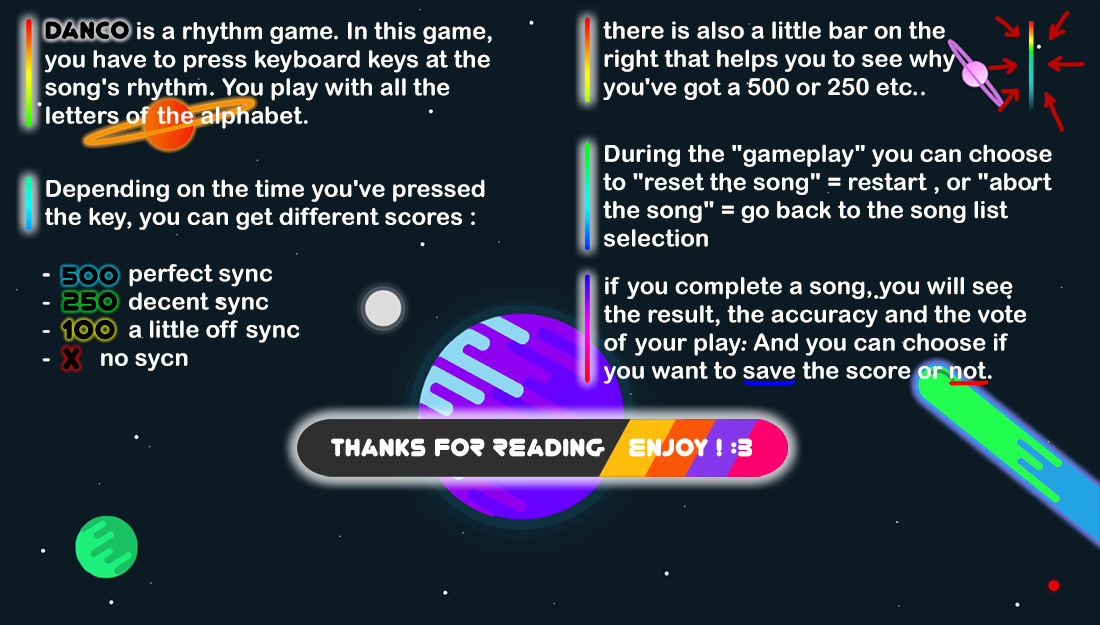 DANCO is a rhythm game. In this game,
you have to press keyboard keys at the
song's rhythm. You play with all the
letters of the alphabet.
Depending on the time you've pressed
the key, you can get different scores :
- 500 perfect sync
- 250 decent sync
- 100 a little off sync
- X no sycn
there is also a little bar on the
right that helps you to see why
you've got a 500 or 250 etc..
During the "gameplay" you can choose
to "reset the song" = restart , or "abort
the song" = go back to the song list
selection
if you complete a song, you will see
the result, the accuracy and the vote
of your play. And you can choose if
you want to save the score or not.
THANKS FOR READING ENJOY ! :3